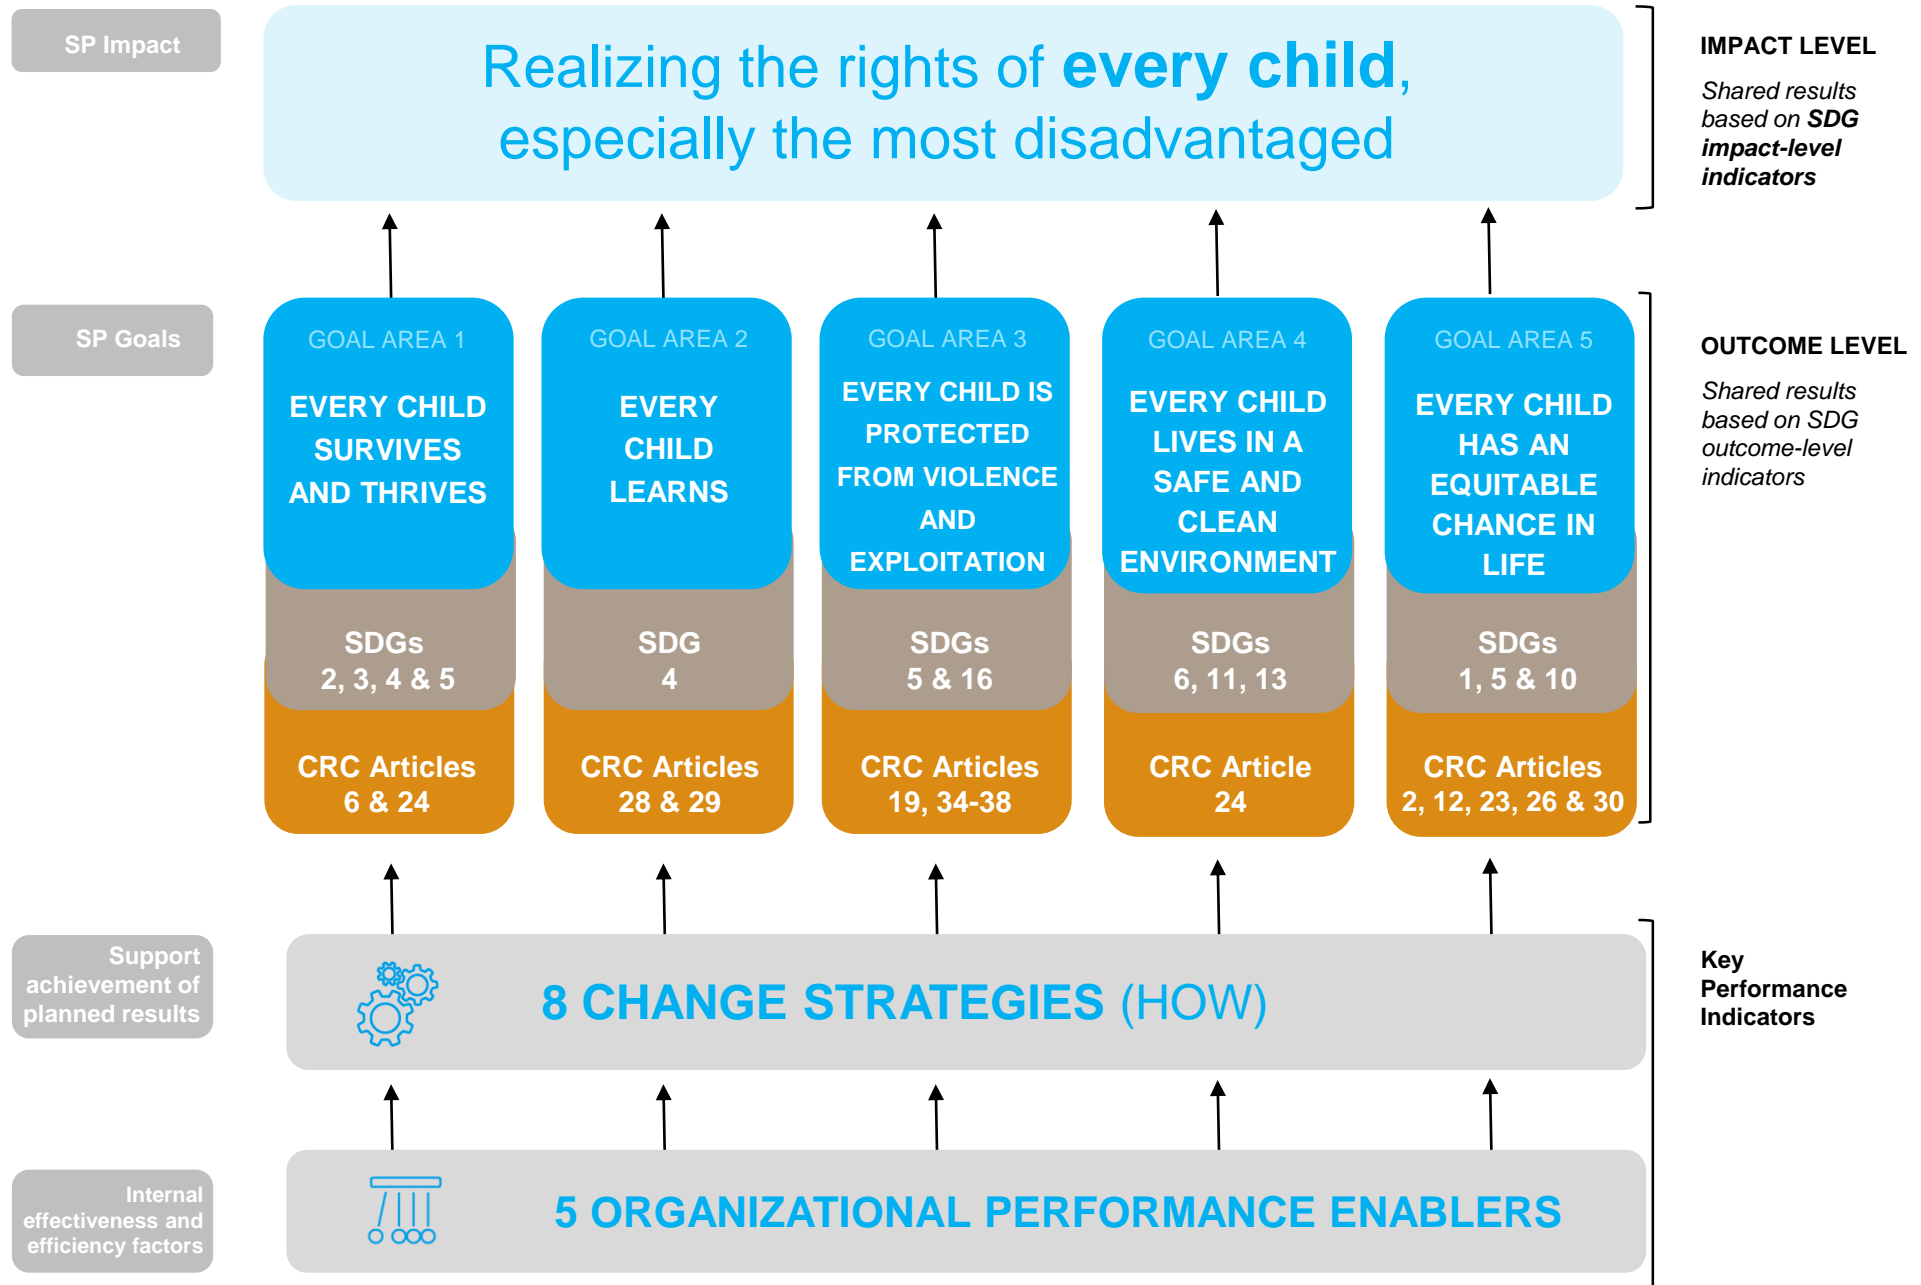 SP Impact
Realizing the rights of every child,
especially the most disadvantaged
IMPACT LEVEL
Shared results
based on SDG
impact-level
indicators
SP Goals
GOAL AREA 1
EVERY CHILD
SURVIVES
AND THRIVES
SDGs
2, 3, 4 & 5
CRC Articles
6 & 24
GOAL AREA 2
EVERY
CHILD
LEARNS
SDG
4
CRC Articles
28 & 29
GOAL AREA 3
EVERY CHILD IS
PROTECTED
FROM VIOLENCE
AND
EXPLOITATION
SDGs
5 & 16
CRC Articles
19, 34-38
GOAL AREA 4
EVERY CHILD
LIVES IN A
SAFE AND
CLEAN
ENVIRONMENT
SDGs
6, 11, 13
CRC Article
24
GOAL AREA 5
EVERY CHILD
HAS AN
EQUITABLE
CHANCE IN
LIFE
SDGs
1, 5 & 10
CRC Articles
2, 12, 23, 26 & 30
OUTCOME LEVEL
Shared results
based on SDG
outcome-level
indicators
Support
achievement of
planned results
8 CHANGE STRATEGIES (HOW)
Key
Performance
Indicators
Internal
effectiveness and
efficiency factors
5 ORGANIZATIONAL PERFORMANCE ENABLERS